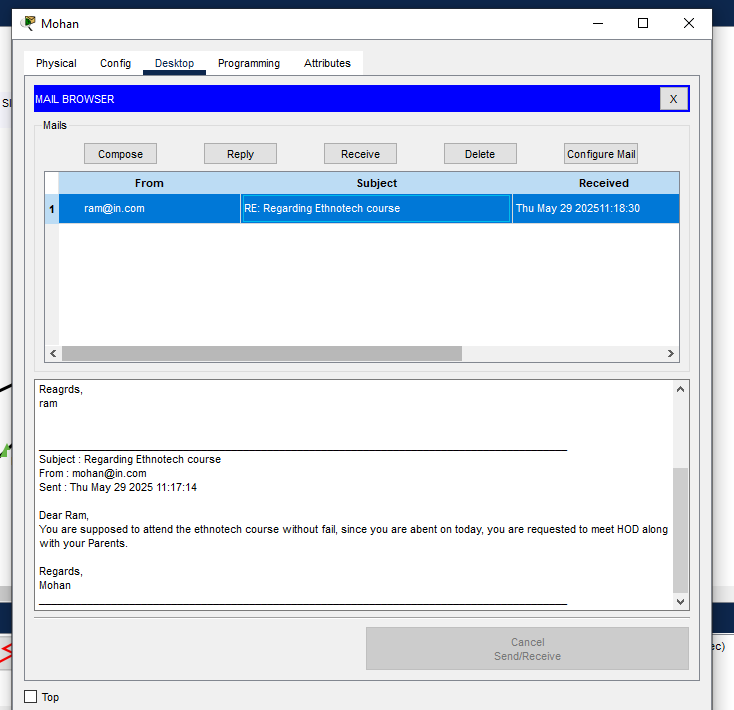 Mohan
Physical Config Desktop Programming Attributes
MAIL BROWSER X
Mails
Compose Reply Receive Delete Configure Mail
From Subject Received
1 ram@in.com RE: Regarding Ethnotech course Thu May 29 202511:18:30
Reagrds,
ram
Subject : Regarding Ethnotech course
From : mohan@in.com
Sent : Thu May 29 2025 11:17:14
Dear Ram,
You are supposed to attend the ethnotech course without fail, since you are abent on today, you are requested to meet HOD along
with your Parents.
Regards,
Mohan
Cancel
Send/Receive
Top